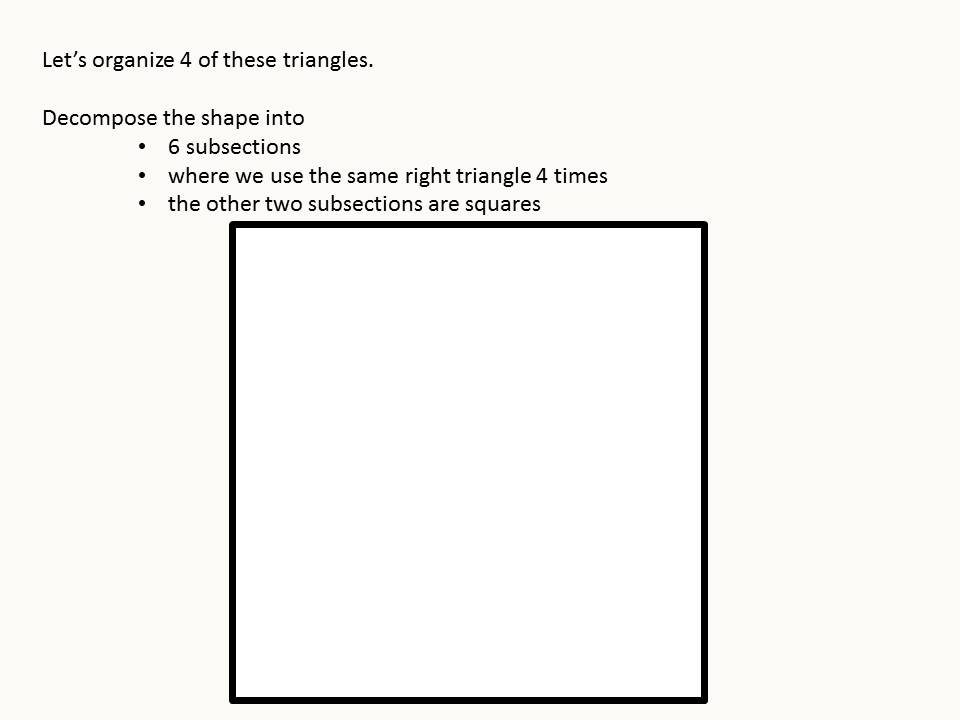 Let’s organize 4 of these triangles.
Decompose the shape into
• 6 subsections
• where we use the same right triangle 4 times
• the other two subsections are squares